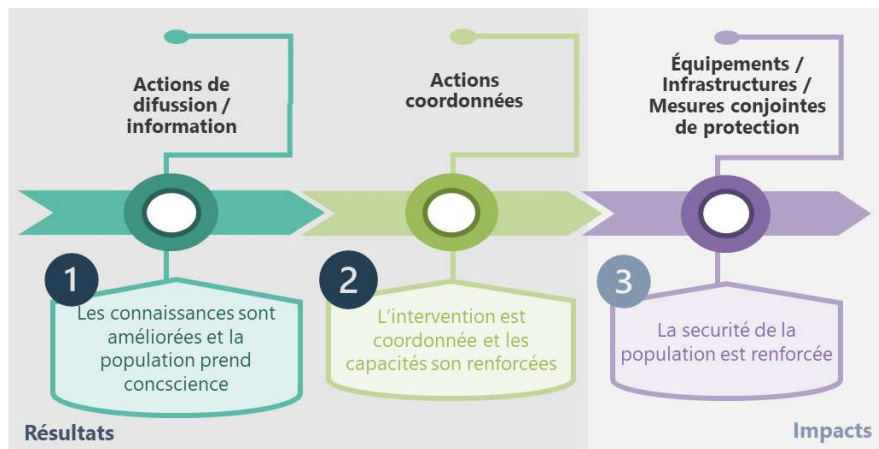 Actions de
difussion /
information
Actions
coordonnées
Équipements /
Infrastructures /
Mesures conjointes
de protection
1
Les connaissances sont
améliorées et la
population prend
concscience
2
L'intervention est
coordonnée et les
capacités son renforcées
3
La securité de la
population est renforcée
Résultats
Impacts